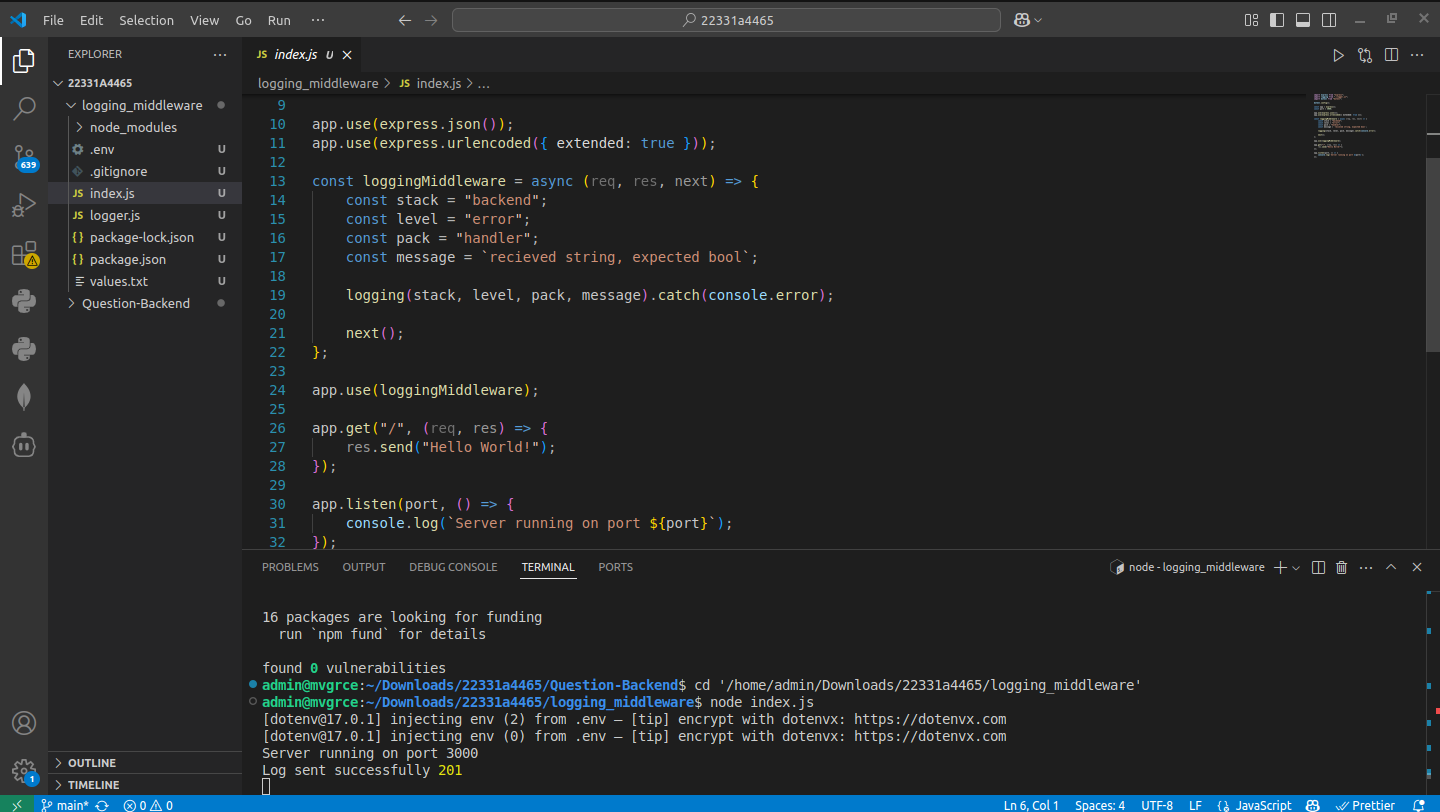 File Edit Selection View Go Run ⋯ 22331a4465
EXPLORER
22331A4465
logging_middleware
node_modules
.env U
.gitignore U
index.js U
logger.js U
package-lock.json U
package.json U
values.txt U
Question-Backend
OUTLINE
TIMELINE
639
1
JS index.js U
logging_middleware > JS index.js > ...
9
10 app.use(express.json());
11 app.use(express.urlencoded({ extended: true }));
12
13 const loggingMiddleware = async (req, res, next) => {
14     const stack = "backend";
15     const level = "error";
16     const pack = "handler";
17     const message = `recieved string, expected bool`;
18
19     logging(stack, level, pack, message).catch(console.error);
20
21     next();
22 };
23
24 app.use(loggingMiddleware);
25
26 app.get("/", (req, res) => {
27     res.send("Hello World!");
28 });
29
30 app.listen(port, () => {
31     console.log(`Server running on port ${port}`);
32 });
PROBLEMS OUTPUT DEBUG CONSOLE TERMINAL PORTS node - logging_middleware
16 packages are looking for funding
  run `npm fund` for details
found 0 vulnerabilities
admin@mvgrce:~/Downloads/22331a4465/Question-Backend$ cd '/home/admin/Downloads/22331a4465/logging_middleware'
admin@mvgrce:~/Downloads/22331a4465/logging_middleware$ node index.js
[dotenv@17.0.1] injecting env (2) from .env – [tip] encrypt with dotenvx: https://dotenvx.com
[dotenv@17.0.1] injecting env (0) from .env – [tip] encrypt with dotenvx: https://dotenvx.com
Server running on port 3000
Log sent successfully 201
main* 0 0 Ln 6, Col 1 Spaces: 4 UTF-8 LF {} JavaScript Prettier